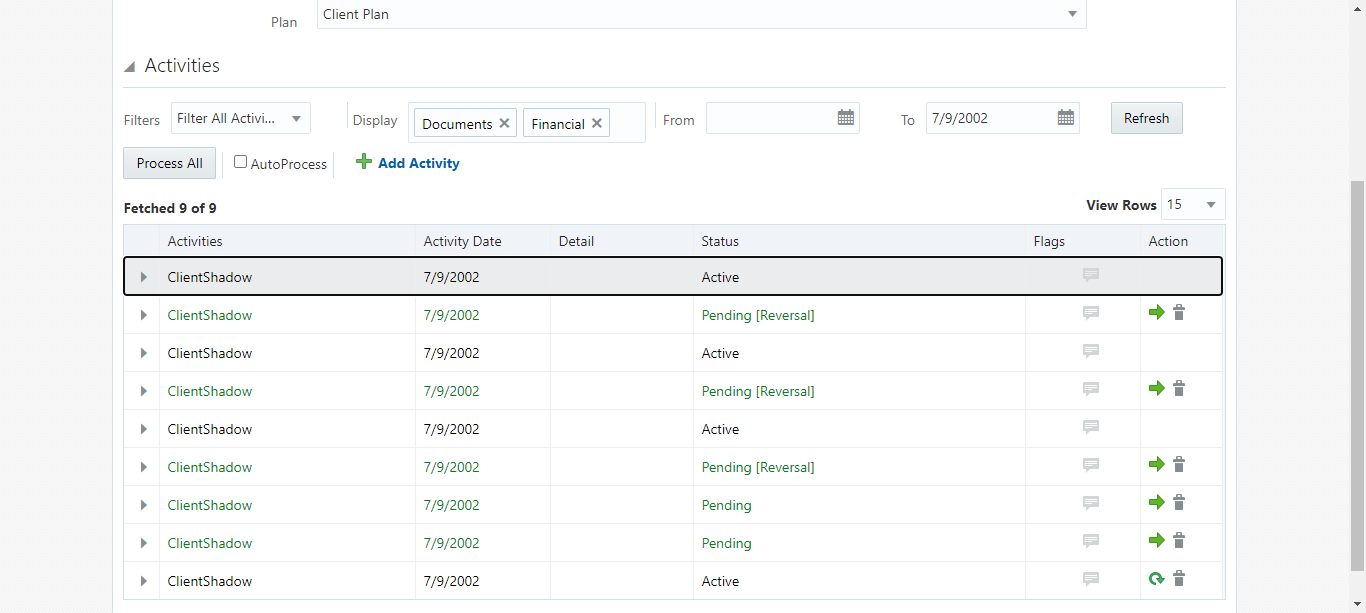 Plan Client Plan
Activities
Filters Filter All Activi... Display Documents Financial From To 7/9/2002 Refresh
Process All AutoProcess Add Activity
Fetched 9 of 9 View Rows 15
Activities Activity Date Detail Status Flags Action
ClientShadow 7/9/2002 Active
ClientShadow 7/9/2002 Pending [Reversal]
ClientShadow 7/9/2002 Active
ClientShadow 7/9/2002 Pending [Reversal]
ClientShadow 7/9/2002 Active
ClientShadow 7/9/2002 Pending [Reversal]
ClientShadow 7/9/2002 Pending
ClientShadow 7/9/2002 Pending
ClientShadow 7/9/2002 Active